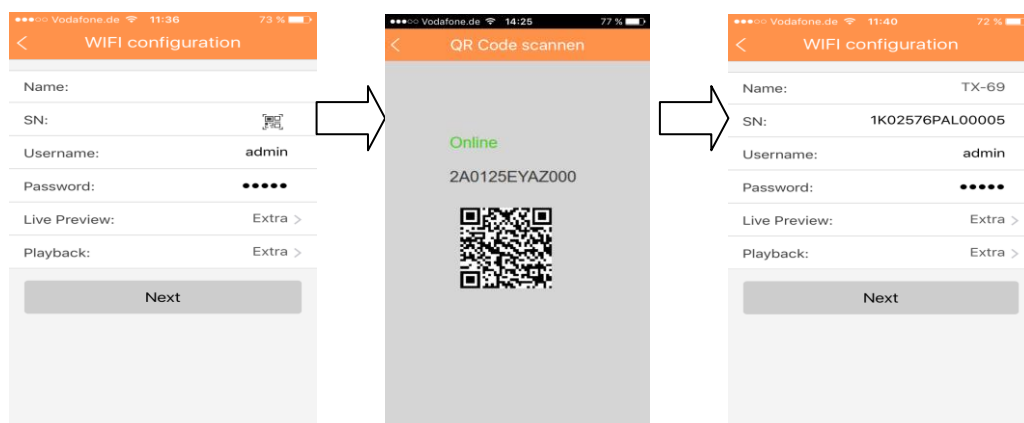 ●●●○○ Vodafone.de 11:36 73 %
WIFI configuration
Name:
SN:
Username: admin
Password: ●●●●●
Live Preview: Extra >
Playback: Extra >
Next
●●●○○ Vodafone.de 14:25 77 %
QR Code scannen
Online
2A0125EYAZ000
●●●○○ Vodafone.de 11:40 72 %
WIFI configuration
Name: TX-69
SN: 1K02576PAL00005
Username: admin
Password: ●●●●●
Live Preview: Extra >
Playback: Extra >
Next